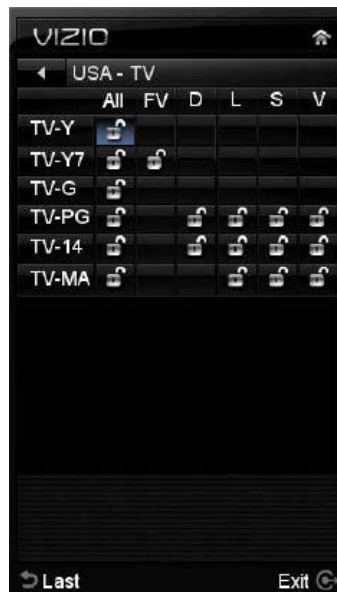 VIZIO
USA - TV
All FV D L S V
TV-Y
TV-Y7
TV-G
TV-PG
TV-14
TV-MA
Last Exit